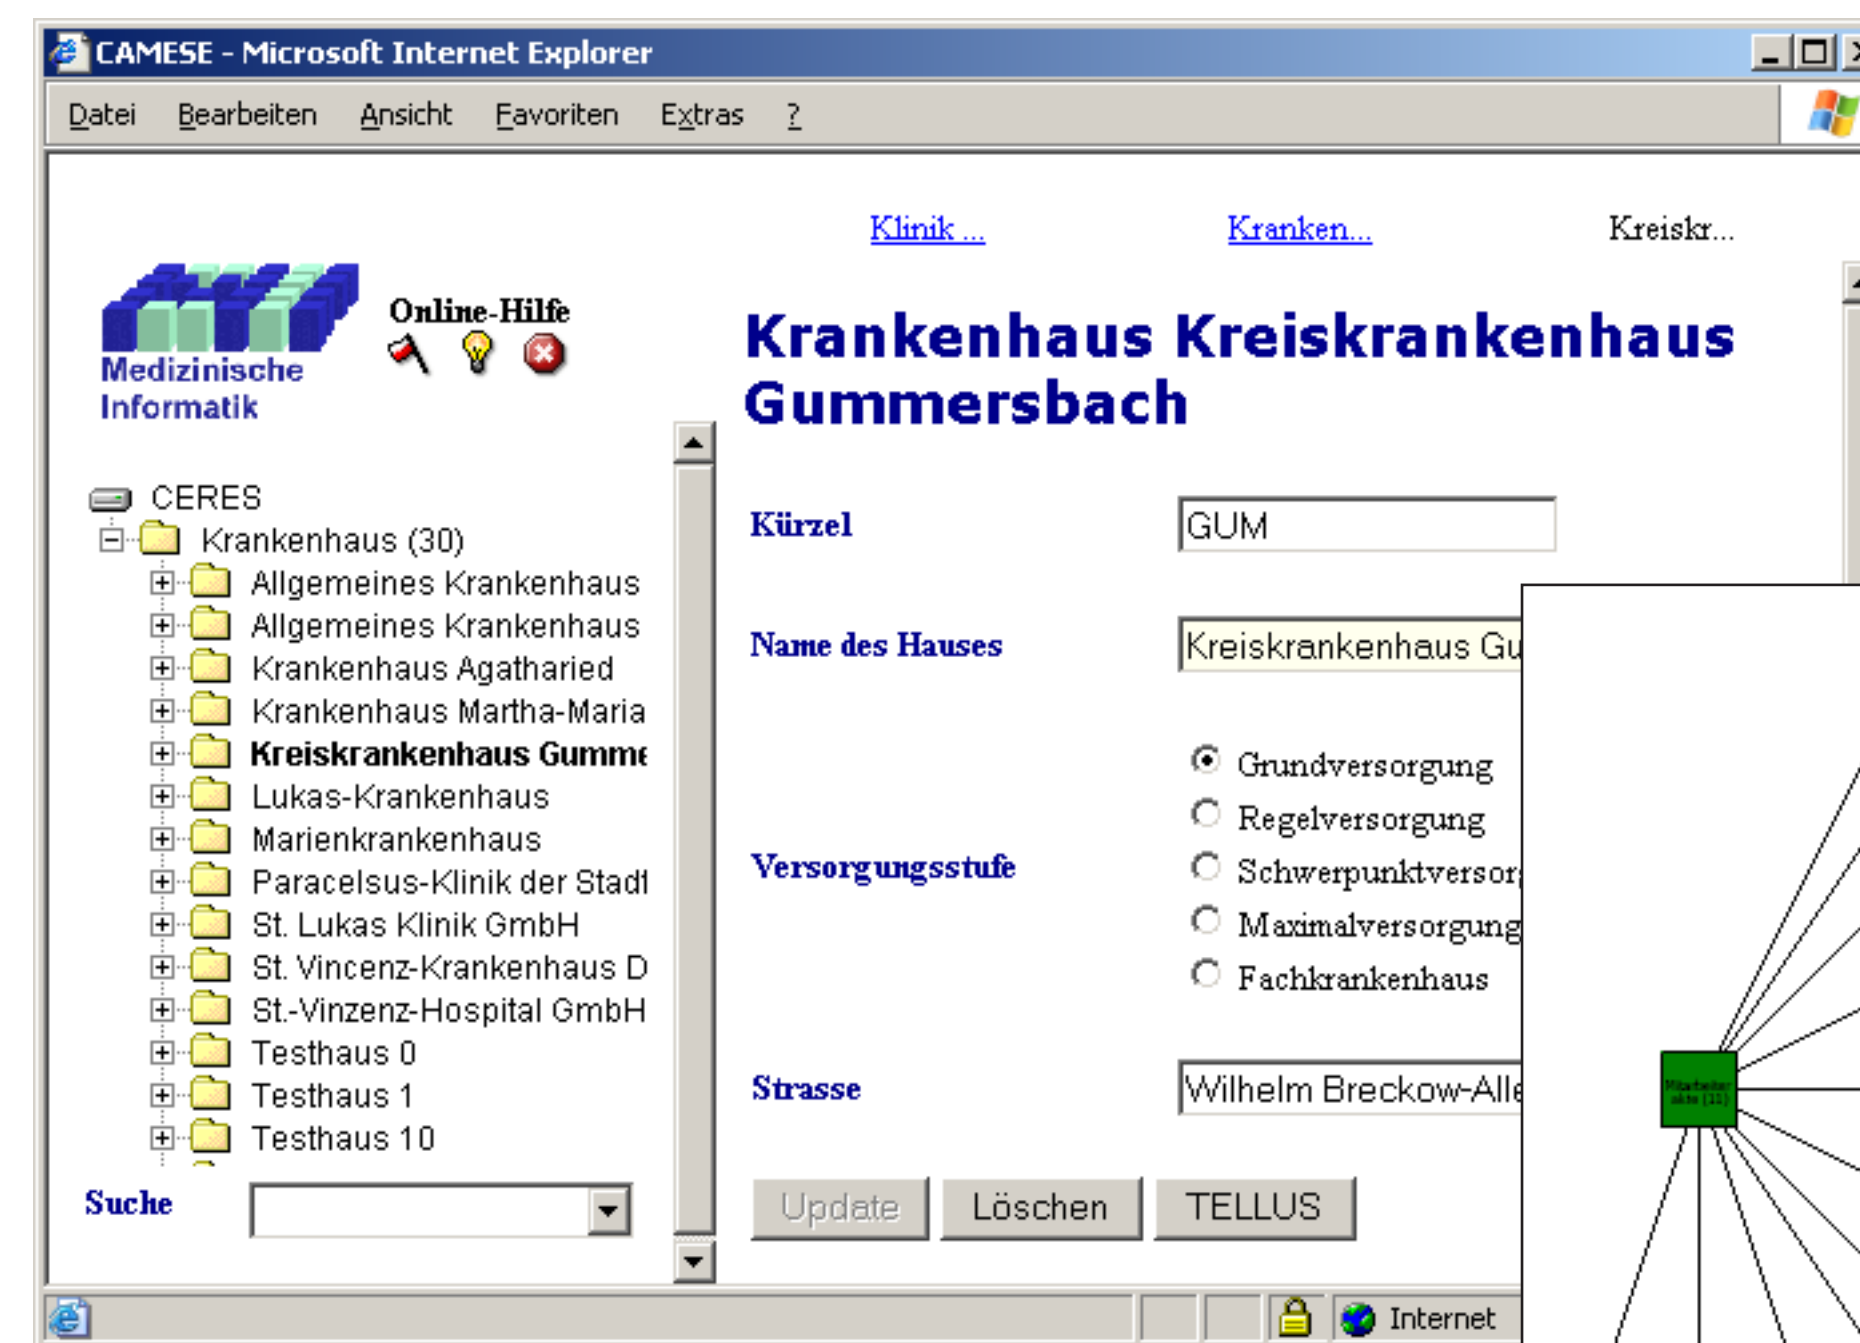 CAMESE - Microsoft Internet Explorer
Datei Bearbeiten Ansicht Favoriten Extras ?
Klinik ... Kranken... Kreiskr...
Medizinische
Informatik
Online-Hilfe
Krankenhaus Kreiskrankenhaus
Gummersbach
CERES
Krankenhaus (30)
Allgemeines Krankenhaus
Allgemeines Krankenhaus
Krankenhaus Agatharied
Krankenhaus Martha-Maria
Kreiskrankenhaus Gumme
Lukas-Krankenhaus
Marienkrankenhaus
Paracelsus-Klinik der Stadt
St. Lukas Klinik GmbH
St. Vincenz-Krankenhaus D
St.-Vinzenz-Hospital GmbH
Testhaus 0
Testhaus 1
Testhaus 10
Suche
Kürzel GUM
Name des Hauses Kreiskrankenhaus Gu
Versorgungsstufe
Grundversorgung
Regelversorgung
Schwerpunktversor
Maximalversorgung
Fachkrankenhaus
Strasse Wilhelm Breckow-Alle
Update Löschen TELLUS
Mitarbeiter
akte (11)
Internet